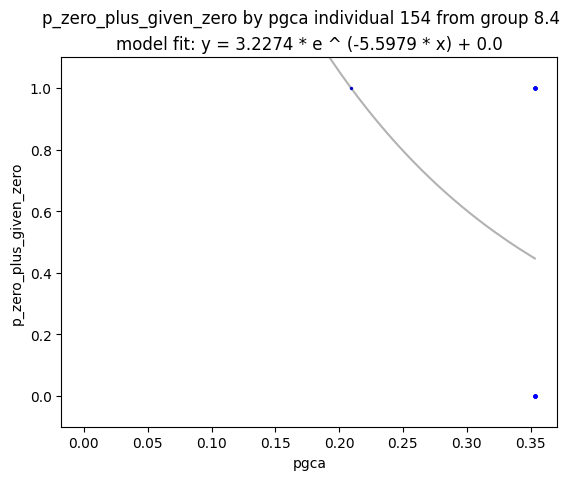 p_zero_plus_given_zero by pgca individual 154 from group 8.4
model fit: y = 3.2274 * e ^ (-5.5979 * x) + 0.0
1.0
0.8
0.6
0.4
0.2
0.0
p_zero_plus_given_zero
0.00 0.05 0.10 0.15 0.20 0.25 0.30 0.35
pgca